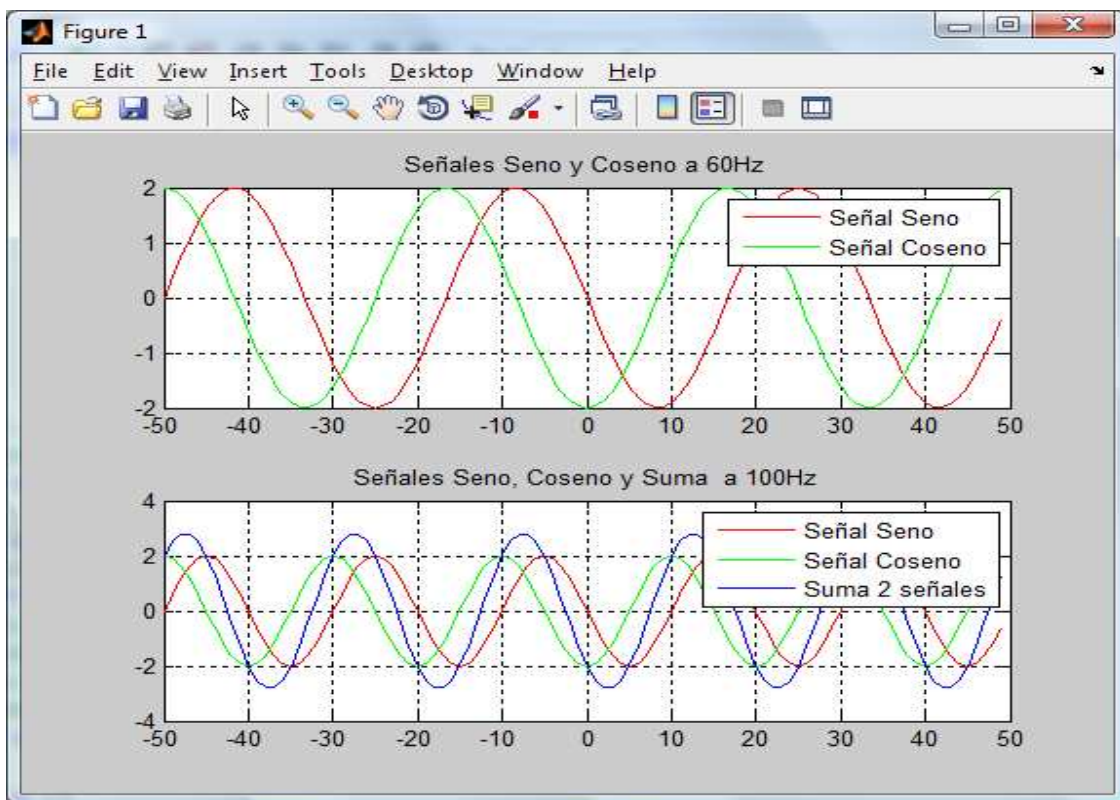 Figure 1
File Edit View Insert Tools Desktop Window Help
Señales Seno y Coseno a 60Hz
2
1
0
-1
-2
Señal Seno
Señal Coseno
-50 -40 -30 -20 -10 0 10 20 30 40 50
Señales Seno, Coseno y Suma a 100Hz
4
2
0
-2
-4
Señal Seno
Señal Coseno
Suma 2 señales
-50 -40 -30 -20 -10 0 10 20 30 40 50